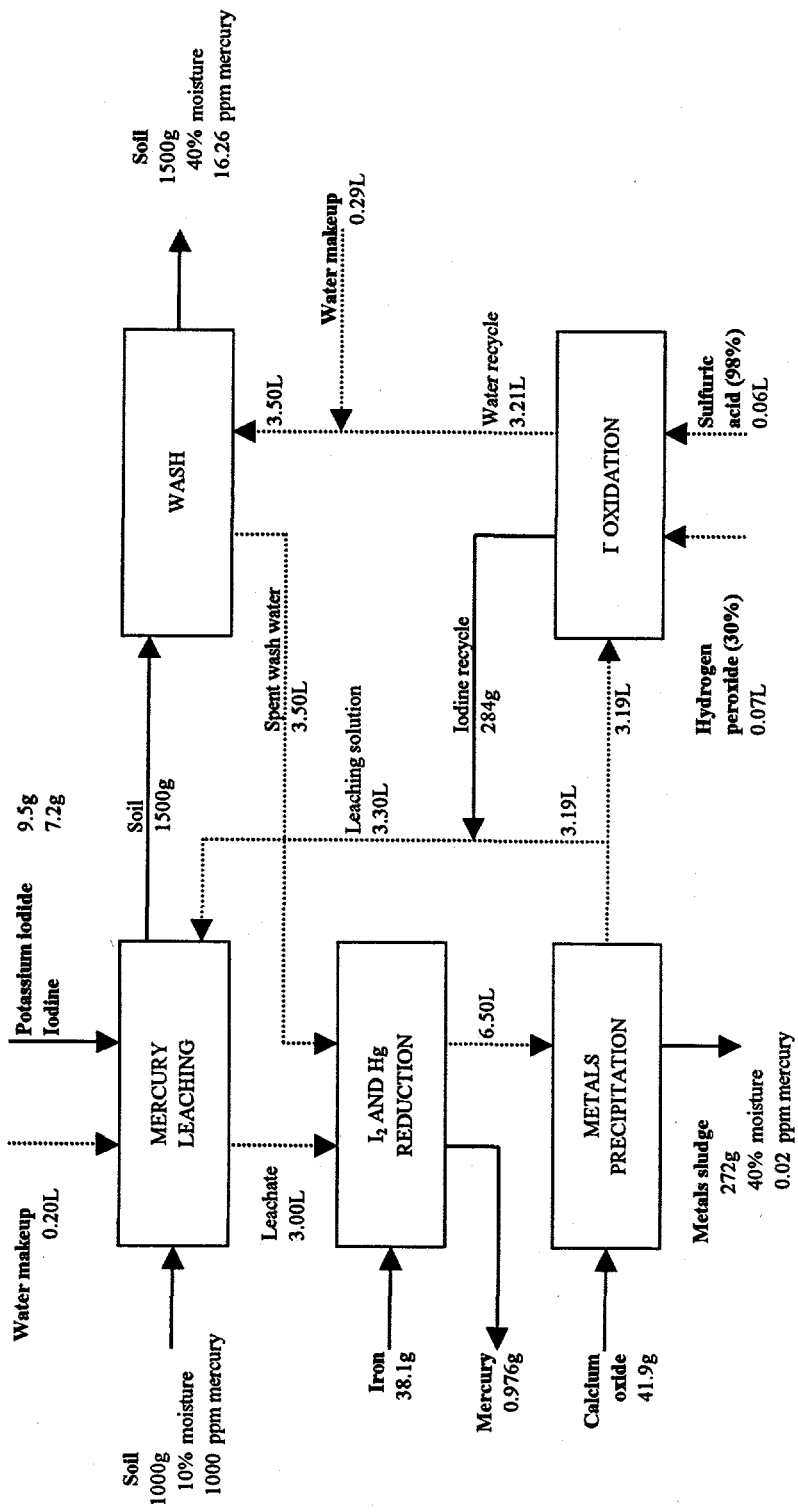 Water makeup
0.20L
Potassium iodide 9.5g
Iodine 7.2g
Soil
1000g
10% moisture
1000 ppm mercury
MERCURY
LEACHING
Soil
1500g
WASH
Soil
1500g
40% moisture
16.26 ppm mercury
Leachate
3.00L
Leaching solution
3.30L
Spent wash water
3.50L
3.50L
Water makeup
0.29L
Iron
38.1g
I₂ AND Hg
REDUCTION
Mercury
0.976g
6.50L
Iodine recycle
284g
Water recycle
3.21L
Calcium
oxide
41.9g
METALS
PRECIPITATION
3.19L
3.19L
I⁻ OXIDATION
Metals sludge
272g
40% moisture
0.02 ppm mercury
Hydrogen
peroxide (30%)
0.07L
Sulfuric
acid (98%)
0.06L